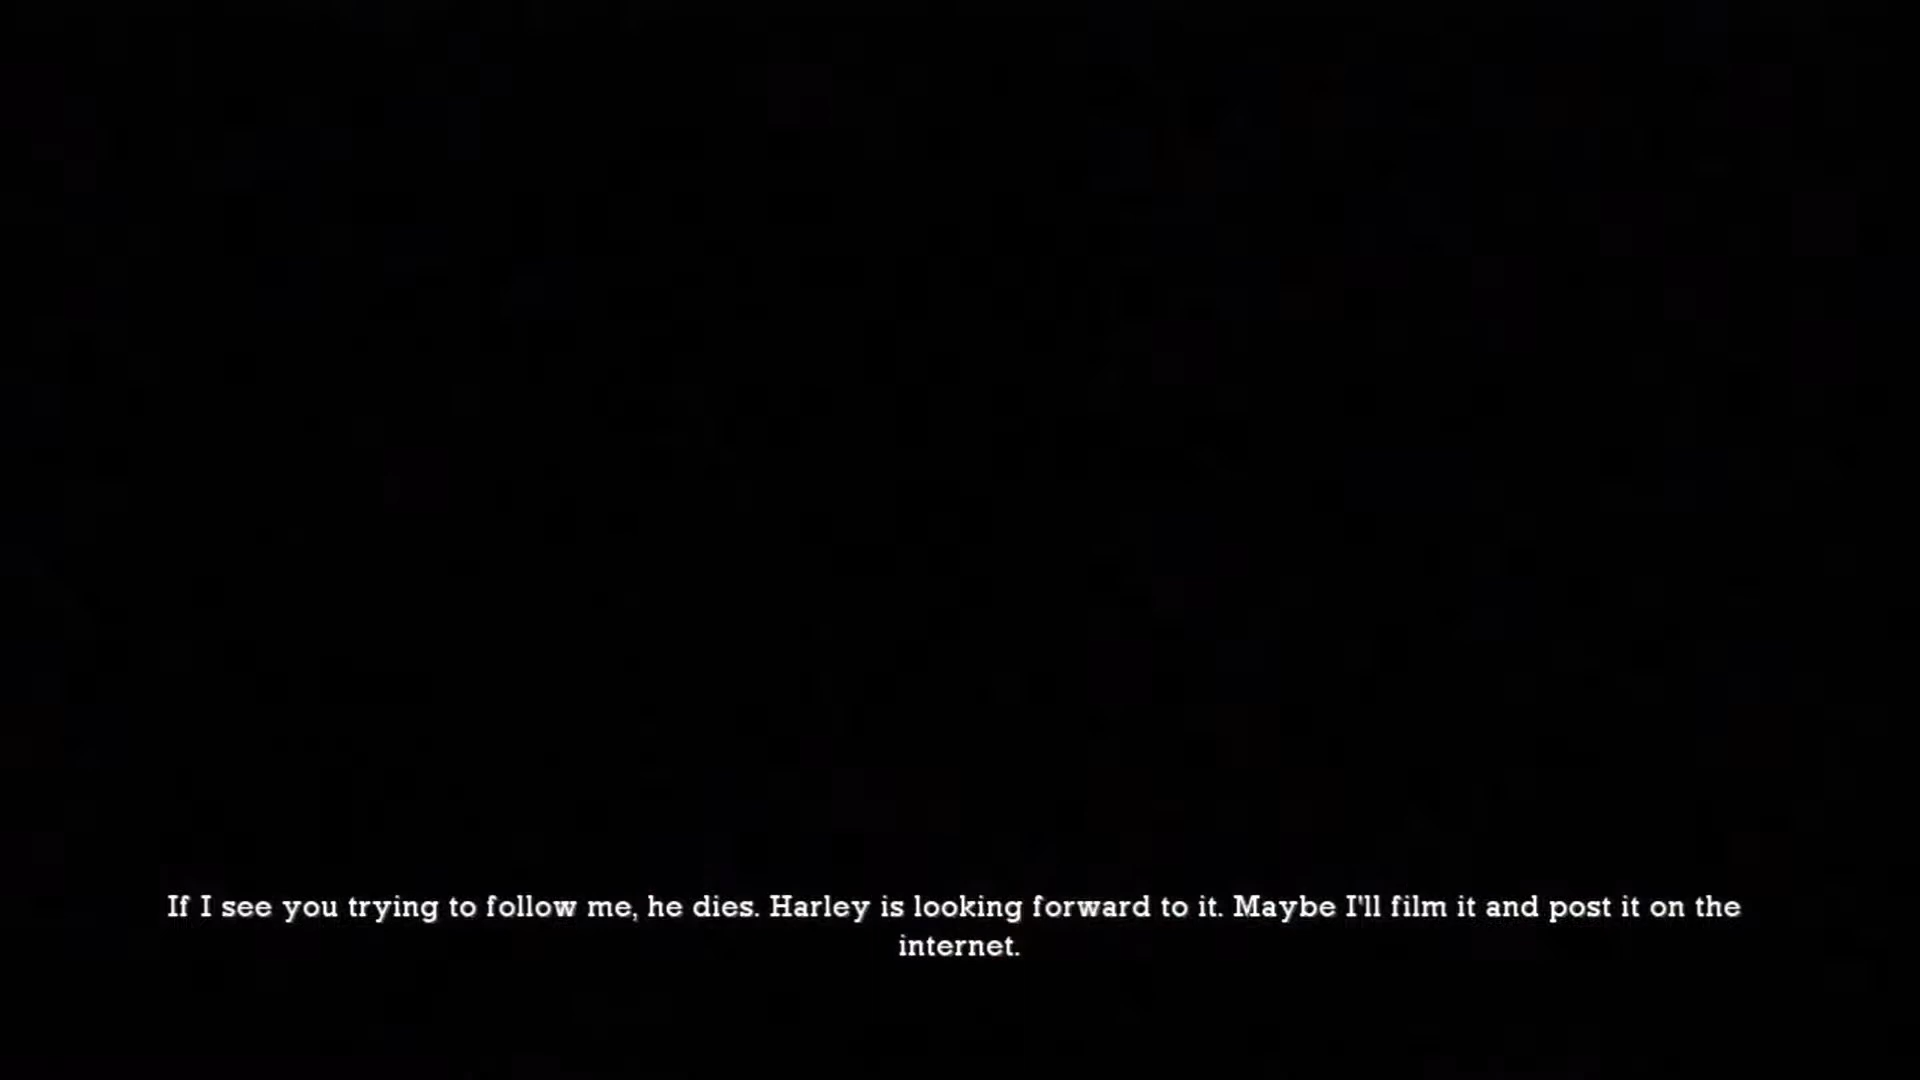 If I see you trying to follow me, he dies. Harley is looking forward to it. Maybe I'll film it and post it on the
internet.